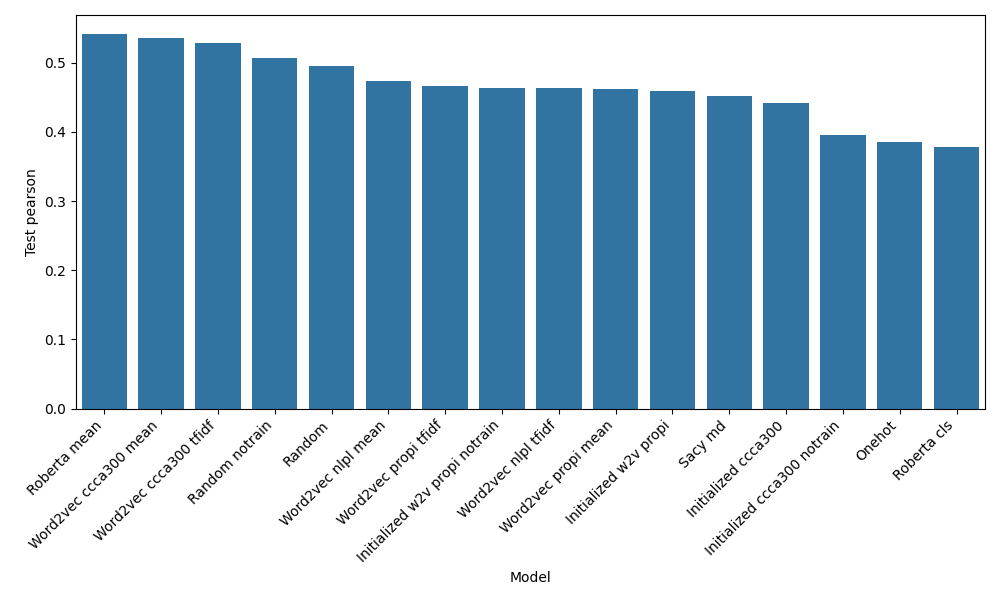 Test pearson
0.5
0.4
0.3
0.2
0.1
0.0
Roberta mean
Word2vec ccca300 mean
Word2vec ccca300 tfidf
Random notrain
Random
Word2vec nlpl mean
Word2vec propi tfidf
Initialized w2v propi notrain
Word2vec nlpl tfidf
Word2vec propi mean
Initialized w2v propi
Sacy md
Initialized ccca300
Initialized ccca300 notrain
Onehot
Roberta cls
Model